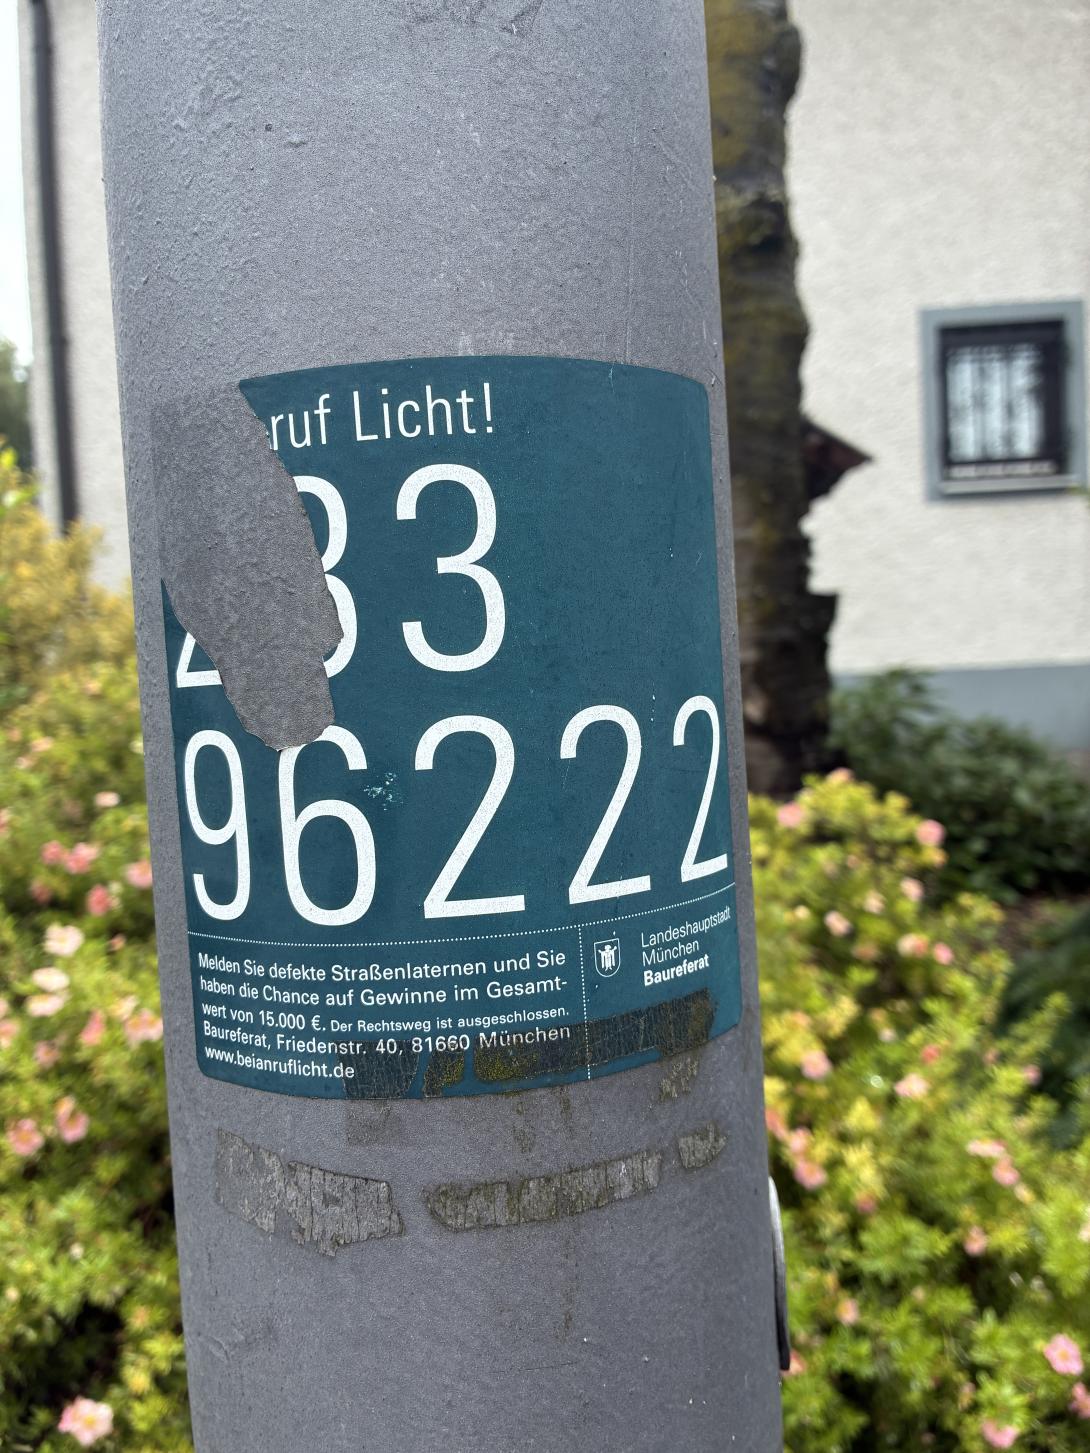 ruf Licht!
233
96222
Melden Sie defekte Straßenlaternen und Sie
haben die Chance auf Gewinne im Gesamt-
wert von 15.000 €. Der Rechtsweg ist ausgeschlossen.
Baureferat, Friedenstr. 40, 81660 München
www.beianruflicht.de
Landeshauptstadt
München
Baureferat